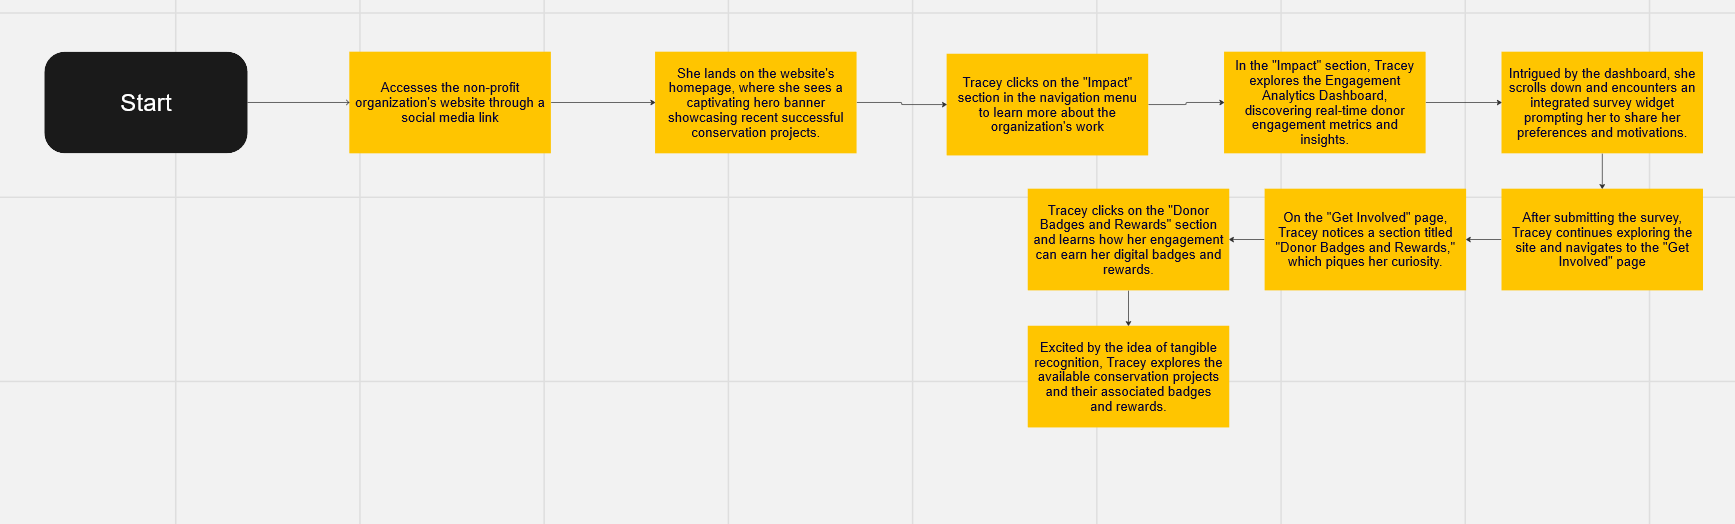 Start
Accesses the non-profit
organization's website through a
social media link
She lands on the website's
homepage, where she sees a
captivating hero banner
showcasing recent successful
conservation projects.
Tracey clicks on the "Impact"
section in the navigation menu
to learn more about the
organization's work
In the "Impact" section, Tracey
explores the Engagement
Analytics Dashboard,
discovering real-time donor
engagement metrics and
insights.
Intrigued by the dashboard, she
scrolls down and encounters an
integrated survey widget
prompting her to share her
preferences and motivations.
After submitting the survey,
Tracey continues exploring the
site and navigates to the "Get
Involved" page
On the "Get Involved" page,
Tracey notices a section titled
"Donor Badges and Rewards,"
which piques her curiosity.
Tracey clicks on the "Donor
Badges and Rewards" section
and learns how her engagement
can earn her digital badges and
rewards.
Excited by the idea of tangible
recognition, Tracey explores the
available conservation projects
and their associated badges
and rewards.